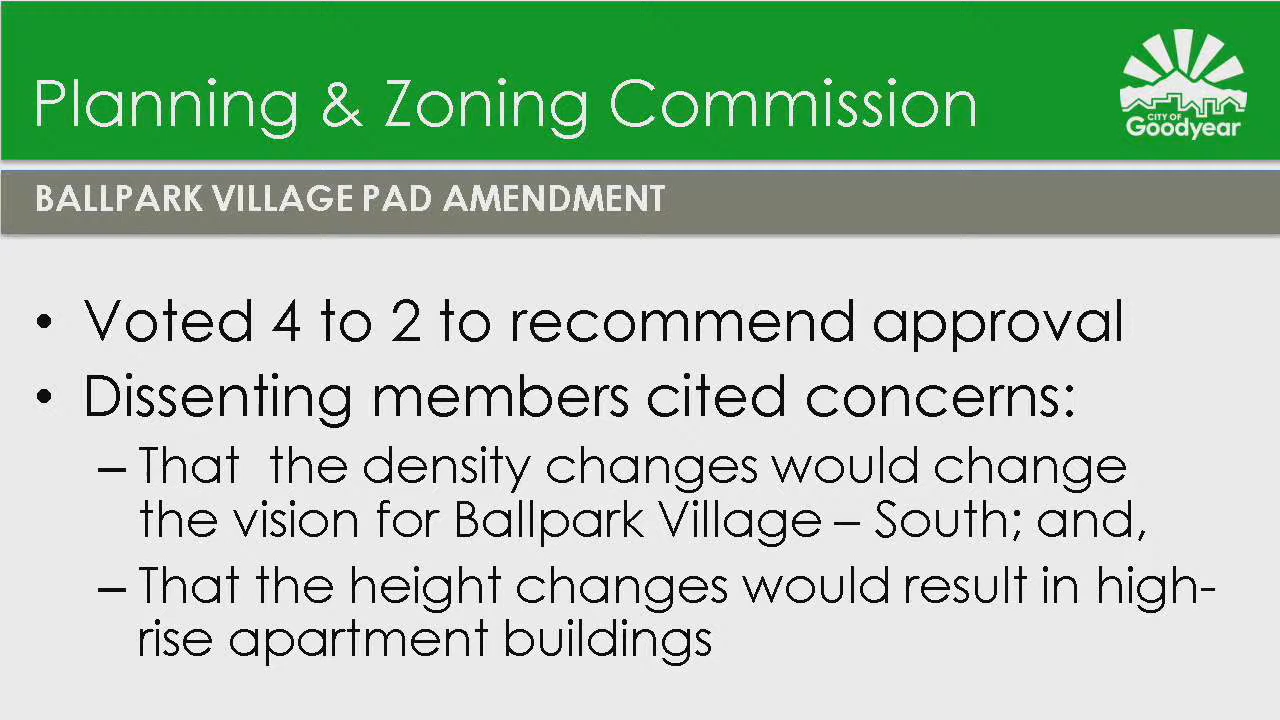 Planning & Zoning Commission
CITY OF
Goodyear
BALLPARK VILLAGE PAD AMENDMENT
• Voted 4 to 2 to recommend approval
• Dissenting members cited concerns:
– That the density changes would change
the vision for Ballpark Village – South; and,
– That the height changes would result in high-
rise apartment buildings